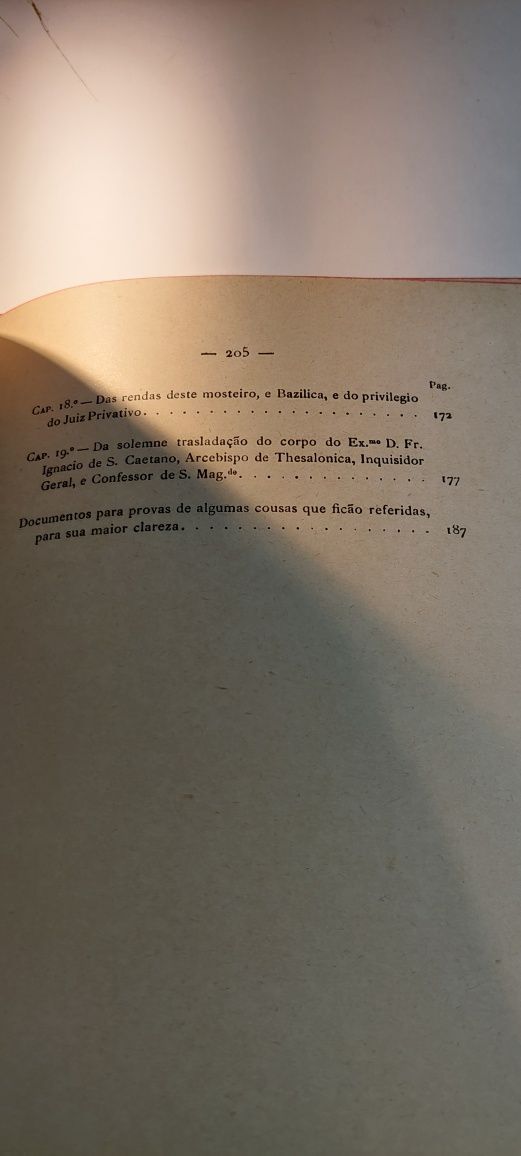 — 205 —
Pag.
CAP. 18.º — Das rendas deste mosteiro, e Bazilica, e do privilegio
do Juiz Privativo. . . . . . . . . . . . . . . . . . . 172
CAP. 19.º — Da solemne trasladação do corpo do Ex.ᵐᵒ D. Fr.
Ignacio de S. Caetano, Arcebispo de Thesalonica, Inquisidor
Geral, e Confessor de S. Mag.ᵈᵉ. . . . . . . . . . . . 177
Documentos para provas de algumas cousas que ficão referidas,
para sua maior clareza. . . . . . . . . . . . . . . . . 187